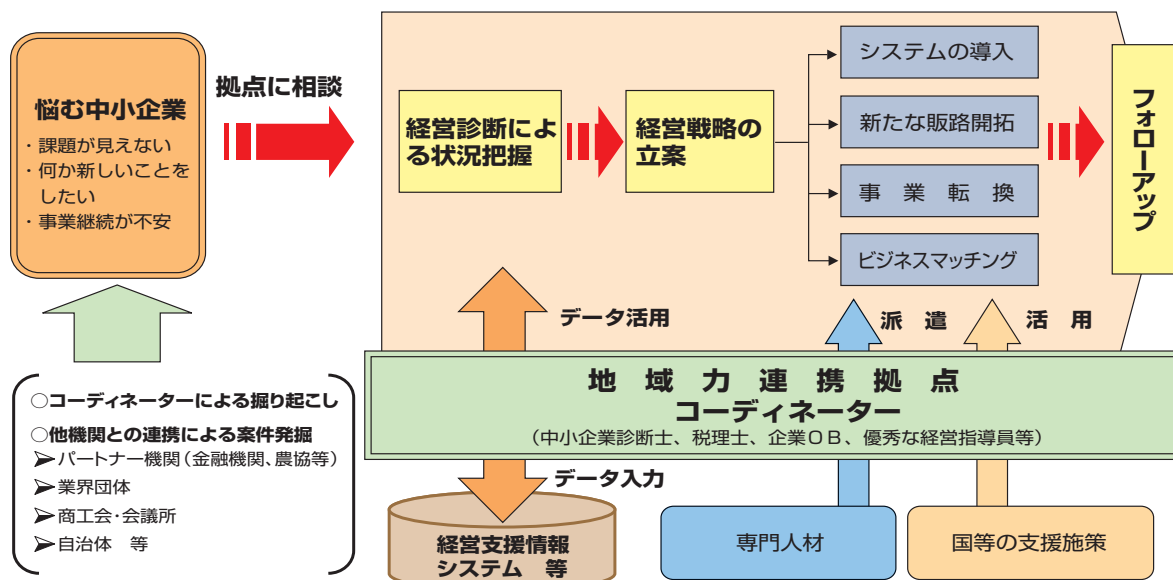 悩む中小企業
・課題が見えない
・何か新しいことを
したい
・事業継続が不安
拠点に相談
経営診断によ
る状況把握
経営戦略の
立案
システムの導入
新たな販路開拓
事　業　転　換
ビジネスマッチング
フォローアップ
データ活用
派　遣
活　用
地　域　力　連　携　拠　点
コーディネーター
（中小企業診断士、税理士、企業ＯＢ、優秀な経営指導員等）
○コーディネーターによる掘り起こし
○他機関との連携による案件発掘
➢パートナー機関（金融機関、農協等）
➢業界団体
➢商工会・会議所
➢自治体　等
データ入力
経営支援情報
システム　等
専門人材
国等の支援施策